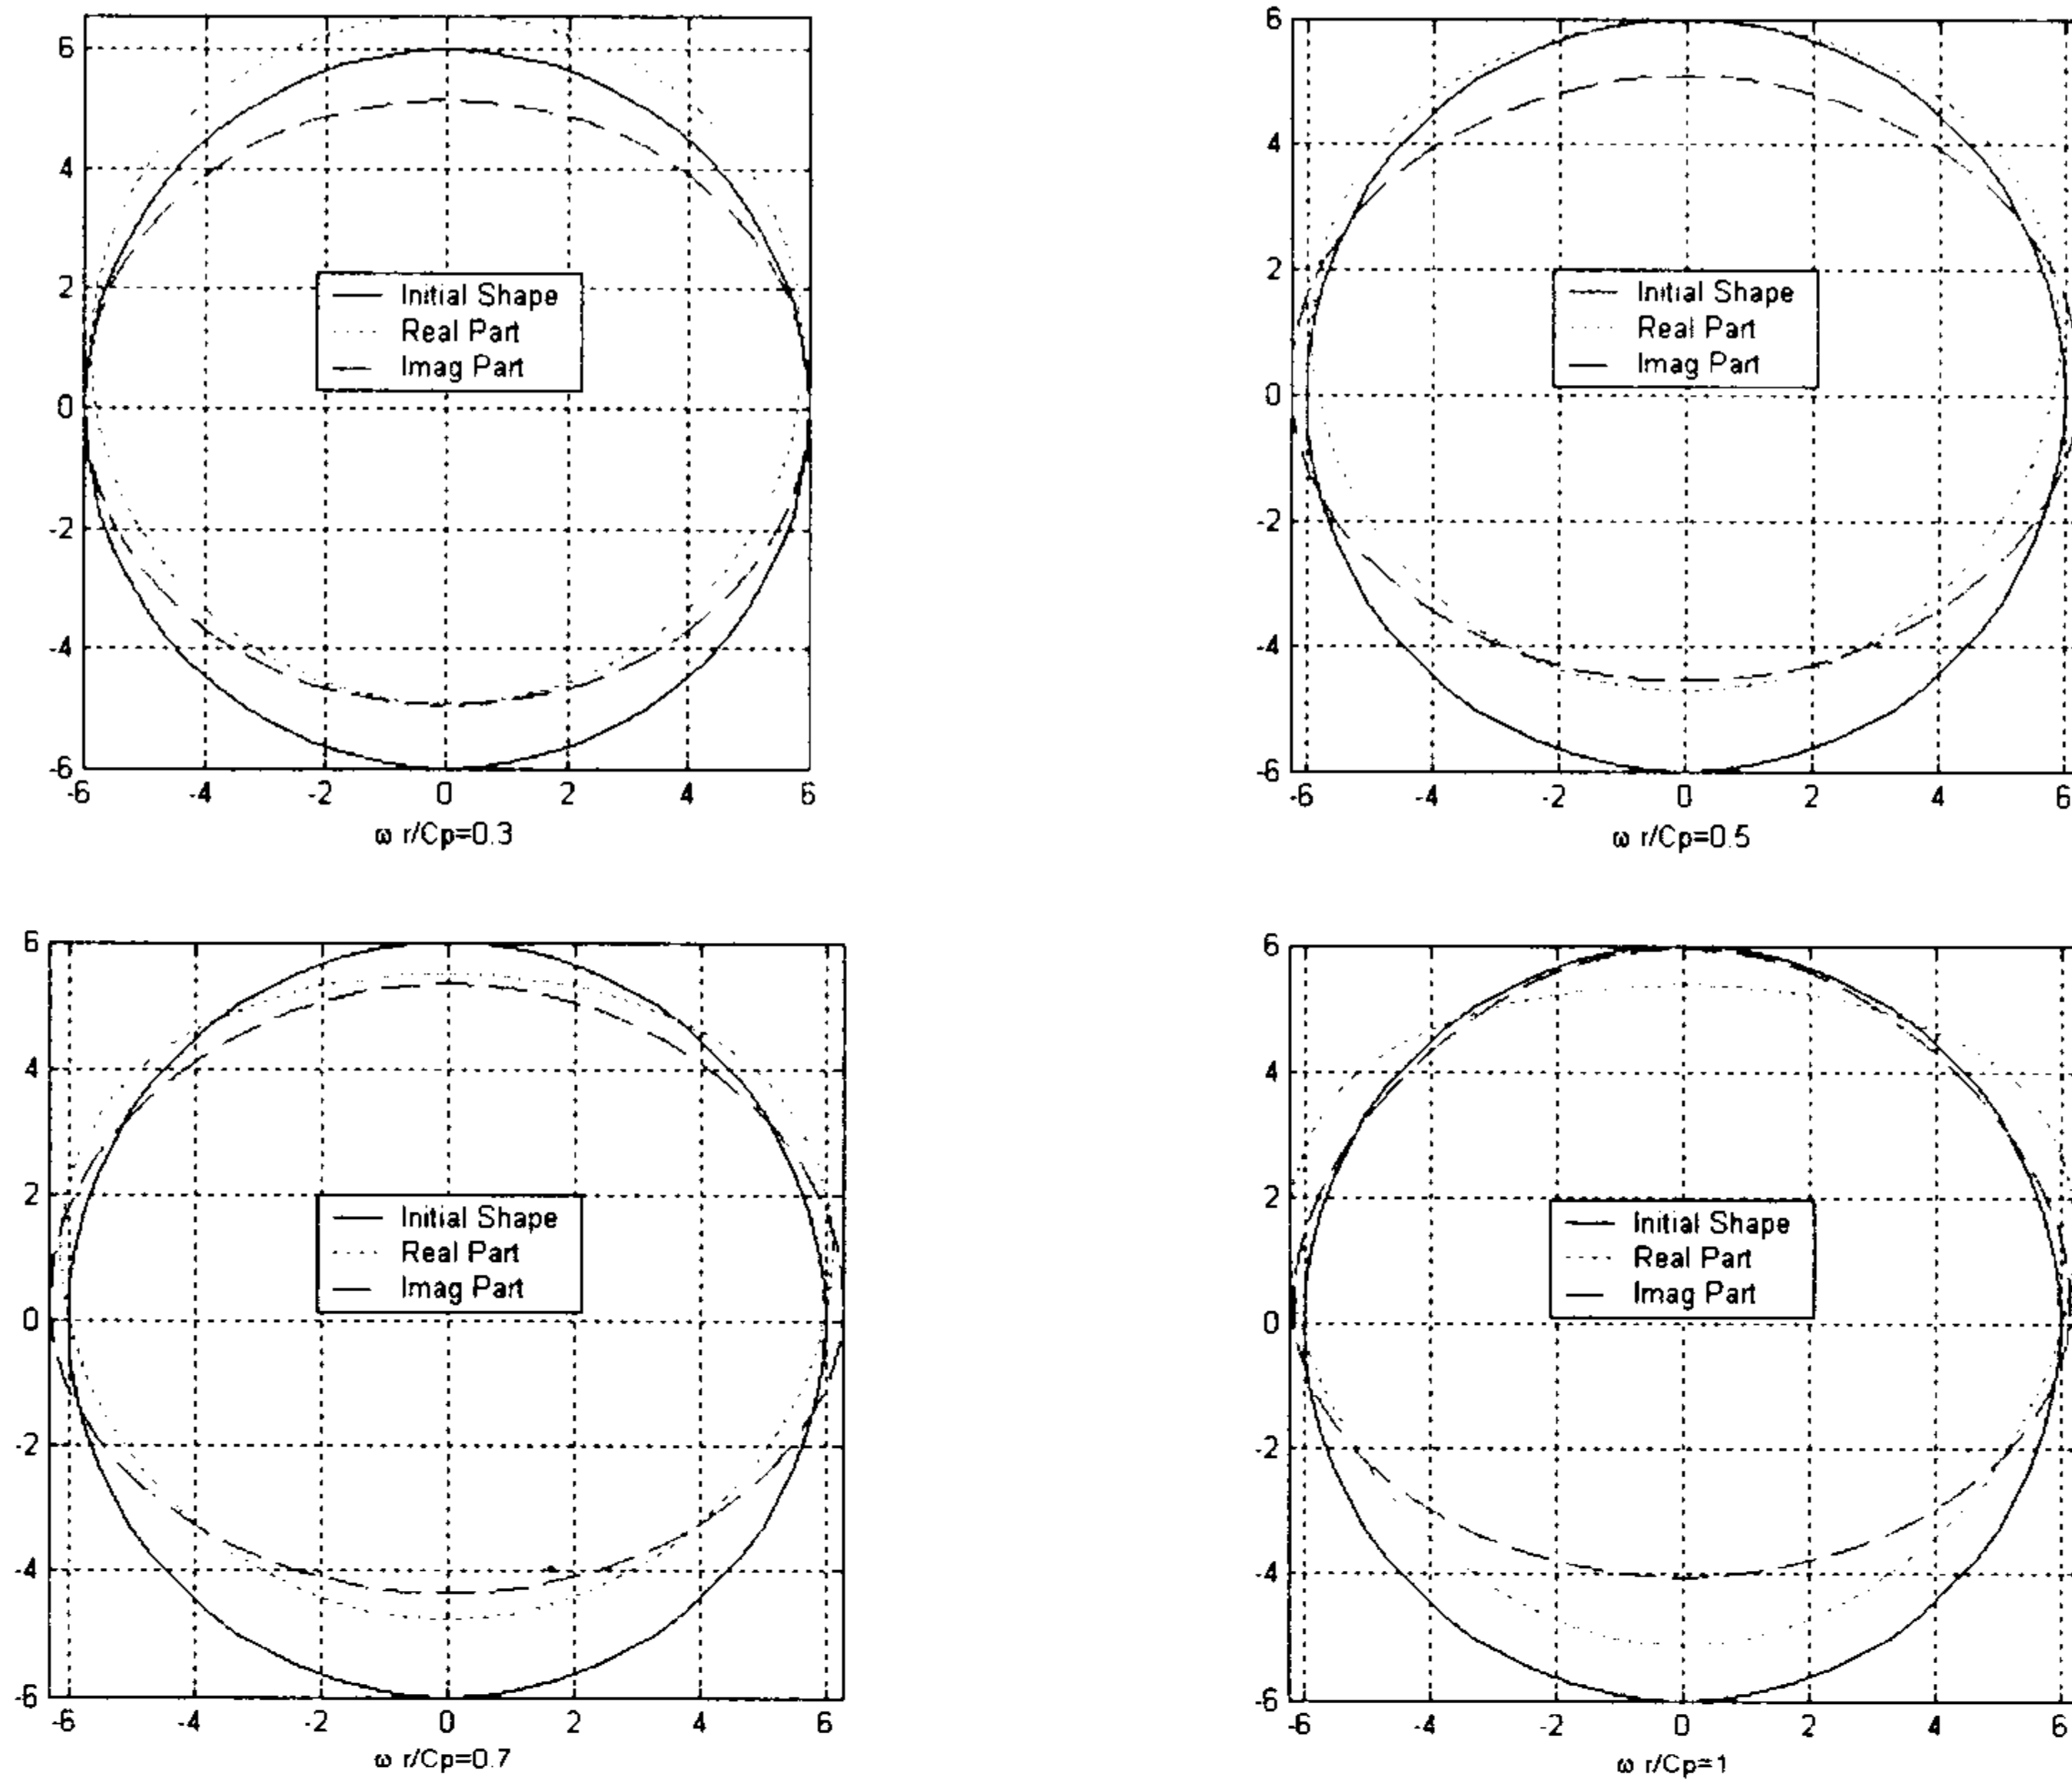 6
4
2
0
-2
-4
-6
-6 -4 -2 0 2 4 6
Initial Shape
Real Part
Imag Part
ω r/Cp=0.3
6
4
2
0
-2
-4
-6
-6 -4 -2 0 2 4 6
Initial Shape
Real Part
Imag Part
ω r/Cp=0.5
6
4
2
0
-2
-4
-6
-6 -4 -2 0 2 4 6
Initial Shape
Real Part
Imag Part
ω r/Cp=0.7
6
4
2
0
-2
-4
-6
-6 -4 -2 0 2 4 6
Initial Shape
Real Part
Imag Part
ω r/Cp=1